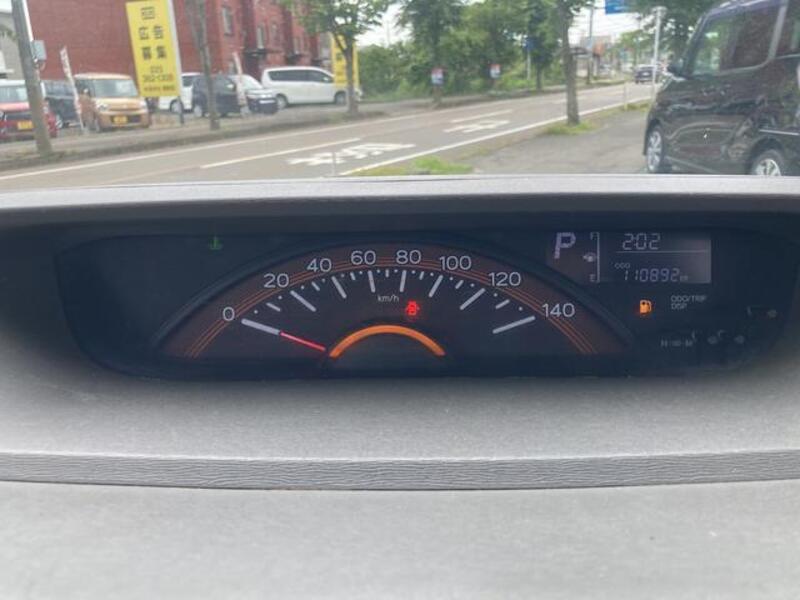 広告
募集
0
20
40
60
80
100
120
140
km/h
P
F
E
2:02
ODO
110892
ODO/TRIP
DISP